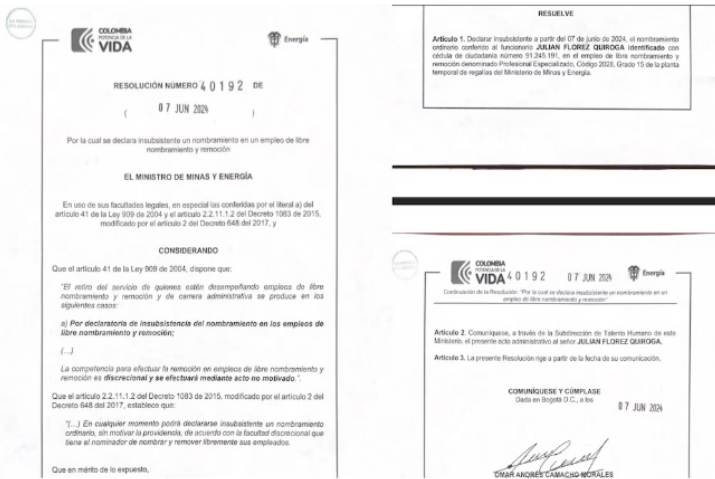 COLOMBIA
POTENCIA DE LA
VIDA
Energía
RESOLUCIÓN NÚMERO 40192 DE
( 07 JUN 2024 )
Por la cual se declara insubsistente un nombramiento en un empleo de libre
nombramiento y remoción
EL MINISTRO DE MINAS Y ENERGÍA
En uso de sus facultades legales, en especial las conferidas por el literal a) del
artículo 41 de la Ley 909 de 2004 y el artículo 2.2.11.1.2 del Decreto 1083 de 2015,
modificado por el artículo 2 del Decreto 648 del 2017, y
CONSIDERANDO
Que el artículo 41 de la Ley 909 de 2004, dispone que:
"El retiro del servicio de quienes estén desempeñando empleos de libre
nombramiento y remoción y de carrera administrativa se produce en los
siguientes casos:
a) Por declaratoria de insubsistencia del nombramiento en los empleos de
libre nombramiento y remoción;
(...)
La competencia para efectuar la remoción en empleos de libre nombramiento y
remoción es discrecional y se efectuará mediante acto no motivado.".
Que el artículo 2.2.11.1.2 del Decreto 1083 de 2015, modificado por el artículo 2 del
Decreto 648 del 2017, establece que:
"(...) En cualquier momento podrá declararse insubsistente un nombramiento
ordinario, sin motivar la providencia, de acuerdo con la facultad discrecional que
tiene el nominador de nombrar y remover libremente sus empleados.
Que en mérito de lo expuesto,
RESUELVE
Artículo 1. Declarar insubsistente a partir del 07 de junio de 2024, el nombramiento
ordinario conferido al funcionario JULIAN FLOREZ QUIROGA identificado con
cédula de ciudadanía número 91.245.191, en el empleo de libre nombramiento y
remoción denominado Profesional Especializado, Código 2028, Grado 15 de la planta
temporal de regalías del Ministerio de Minas y Energía.
COLOMBIA
POTENCIA DE LA
VIDA 40192 07 JUN 2024
Energía
Continuación de la Resolución: "Por la cual se declara insubsistente un nombramiento en un
empleo de libre nombramiento y remoción"
Artículo 2. Comuníquese, a través de la Subdirección de Talento Humano de este
Ministerio, el presente acto administrativo al señor JULIAN FLOREZ QUIROGA.
Artículo 3. La presente Resolución rige a partir de la fecha de su comunicación.
COMUNÍQUESE Y CÚMPLASE
Dada en Bogotá D.C., a los
07 JUN 2024
OMAR ANDRÉS CAMACHO MORALES